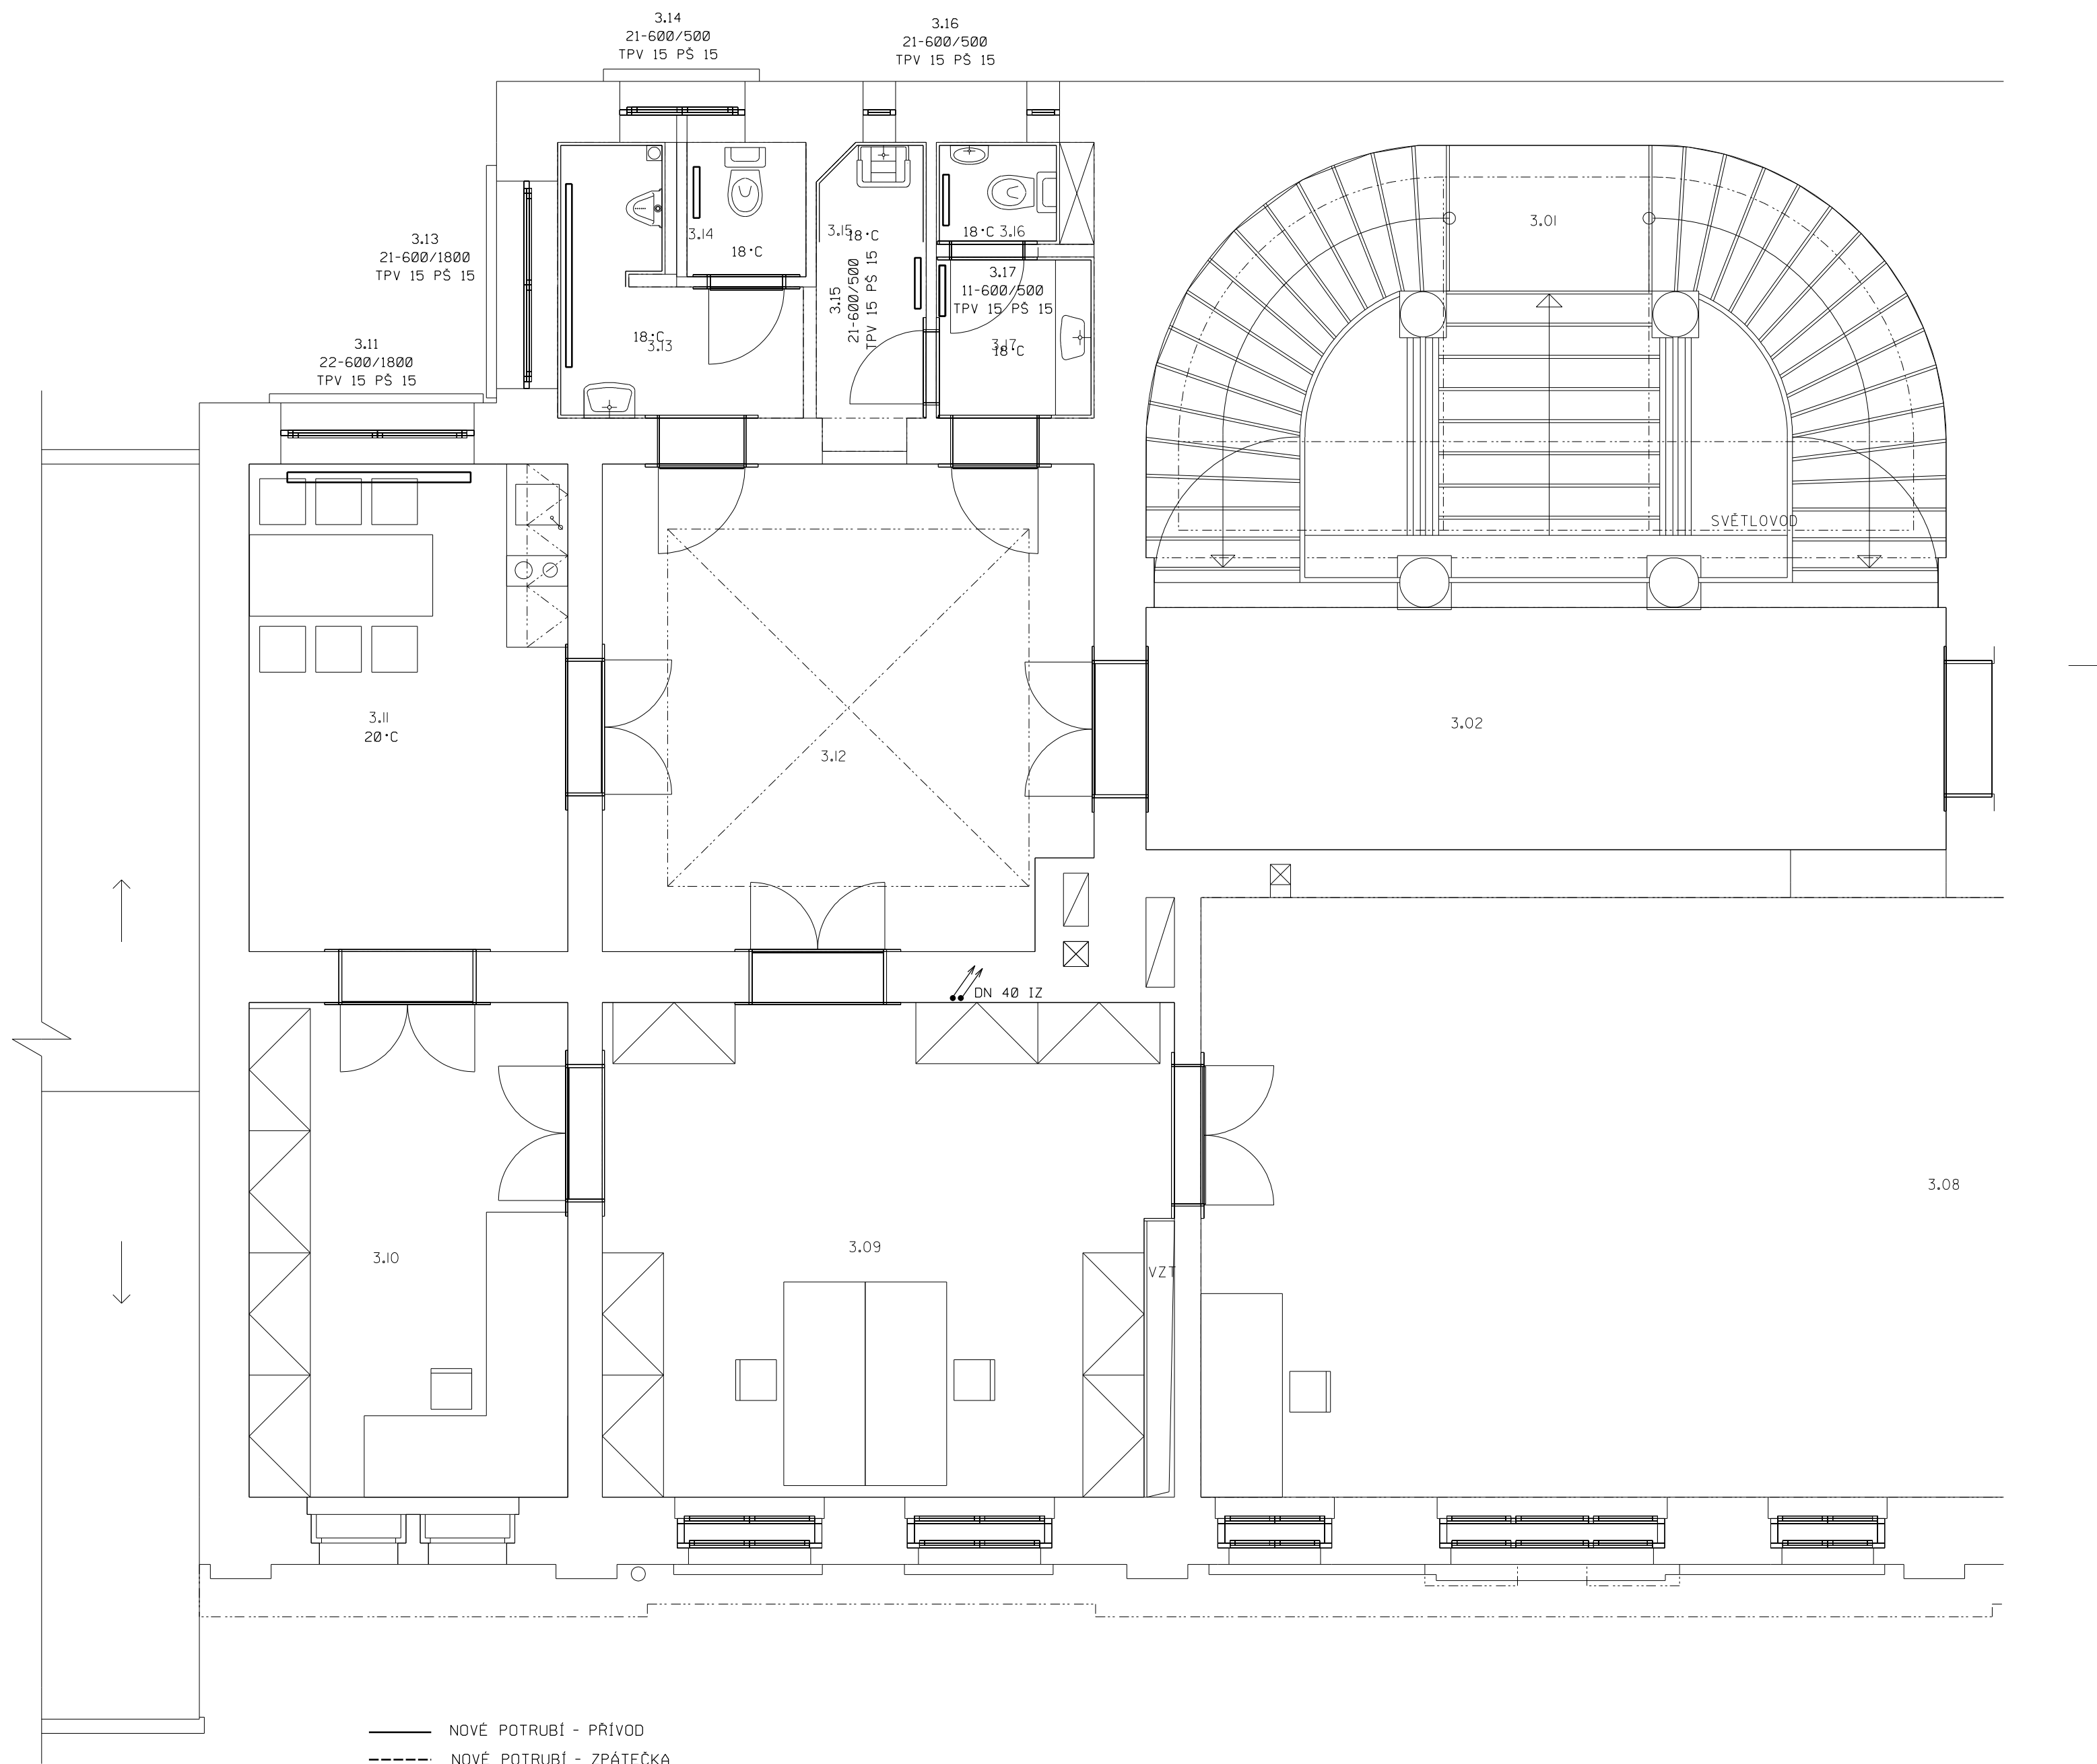 3.14
21-600/500
TPV 15 PŠ 15
3.16
21-600/500
TPV 15 PŠ 15
3.13
21-600/1800
TPV 15 PŠ 15
3.11
22-600/1800
TPV 15 PŠ 15
3.14
18°C
3.15
18°C
3.15
21-600/500
TPV 15 PŠ 15
18°C 3.16
3.17
11-600/500
TPV 15 PŠ 15
3.17
18°C
18°C
3.13
3.01
SVĚTLOVOD
3.11
20°C
3.12
3.02
DN 40 IZ
3.08
3.09
3.10
VZT
NOVÉ POTRUBÍ - PŘÍVOD
NOVÉ POTRUBÍ - ZPÁTEČKA